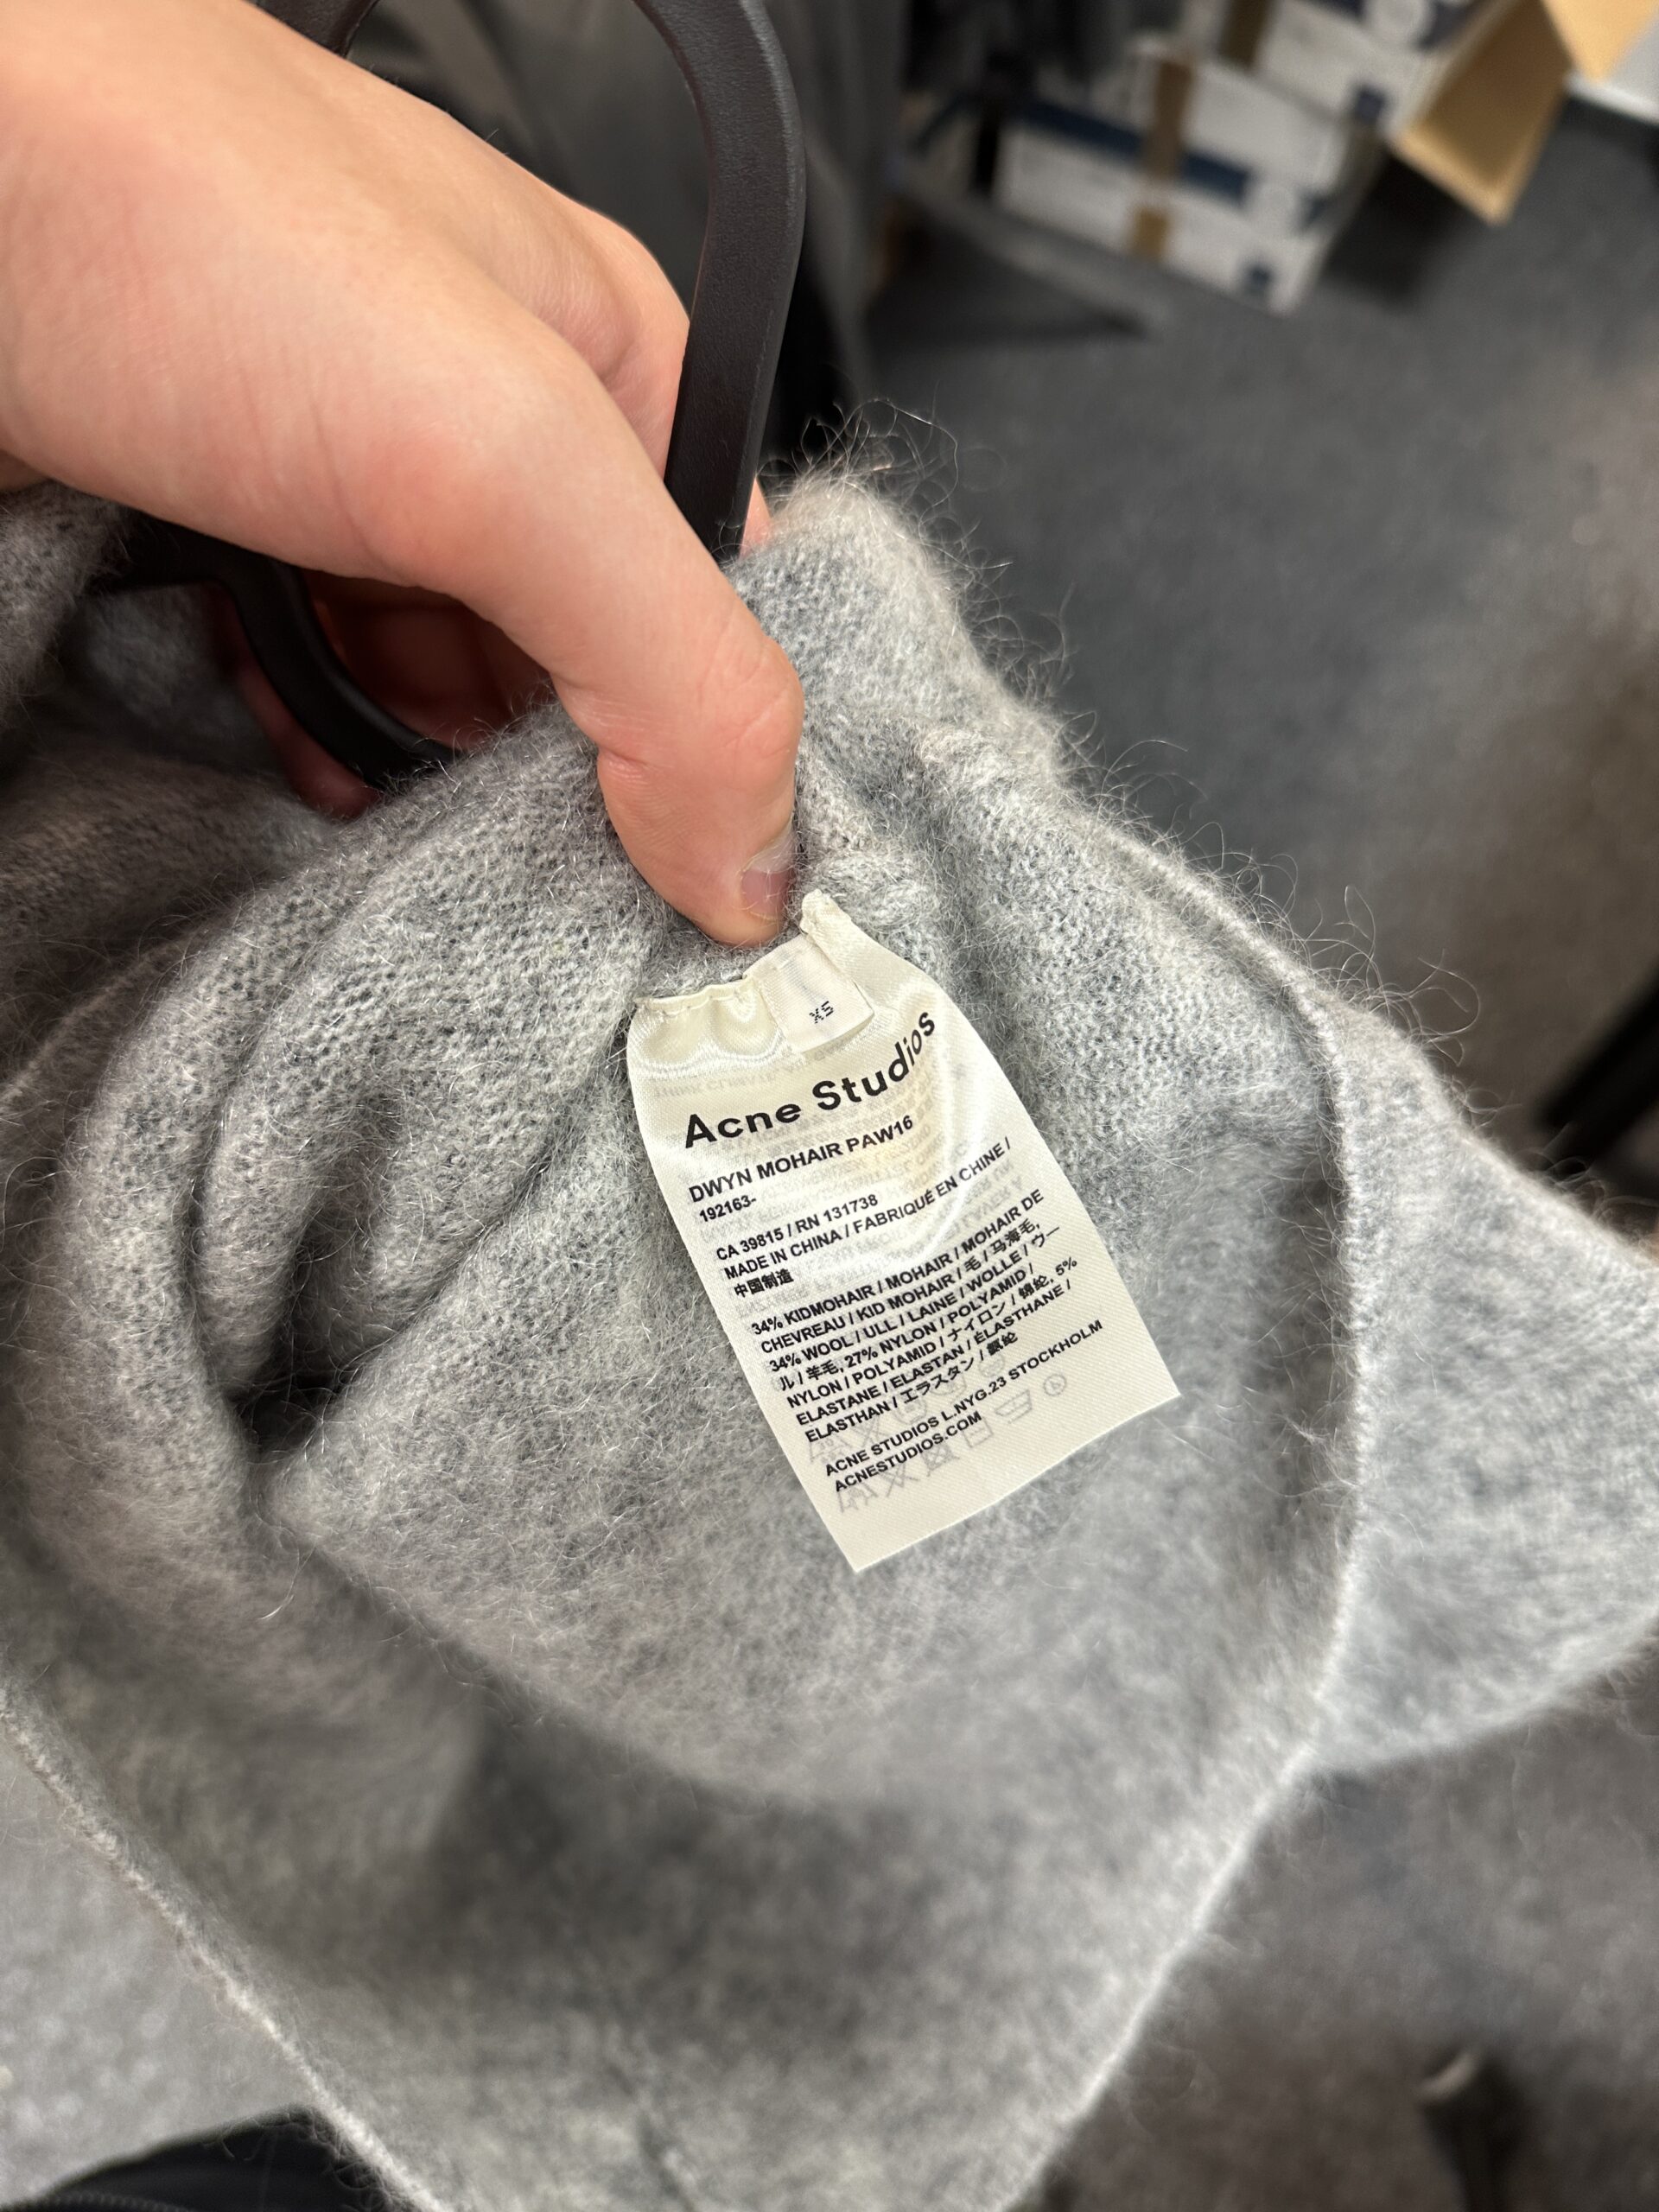 XS
Acne Studios
DWYN MOHAIR PAW16
192163-
CA 39815 / RN 131738
MADE IN CHINA / FABRIQUÉ EN CHINE /
中国制造
34% KIDMOHAIR / MOHAIR / MOHAIR DE
CHEVREAU / KID MOHAIR / 毛 / 马海毛,
34% WOOL / ULL / LAINE / WOLLE / ウー
ル / 羊毛, 27% NYLON / POLYAMID /
NYLON / POLYAMID / ナイロン / 锦纶, 5%
ELASTANE / ELASTAN / ÉLASTHANE /
ELASTHAN / エラスタン / 氨纶
ACNE STUDIOS L.NYG.23 STOCKHOLM
ACNESTUDIOS.COM